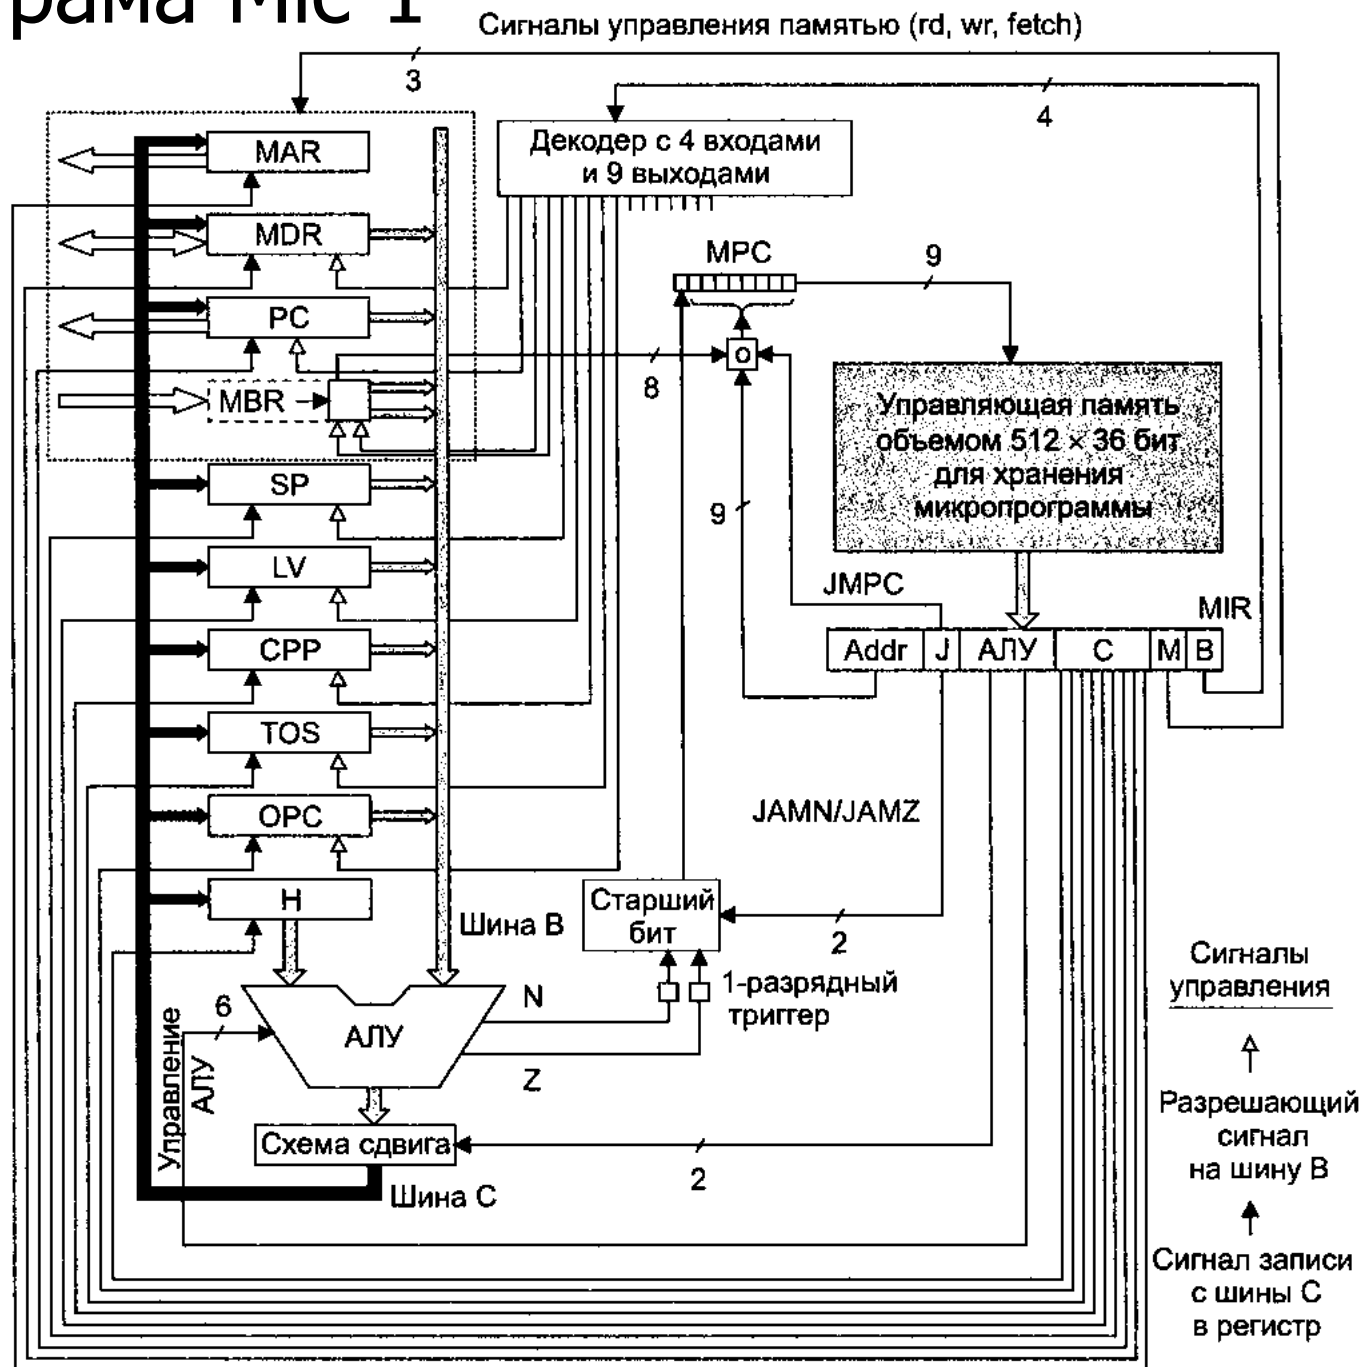 рама Mic-1
Сигналы управления памятью (rd, wr, fetch)
3
4
MAR
Декодер с 4 входами
и 9 выходами
MDR
MPC
9
PC
8
O
MBR
Управляющая память
объемом 512 × 36 бит
для хранения
микропрограммы
SP
9
LV
JMPC
MIR
CPP
Addr
J
АЛУ
C
M
B
TOS
OPC
JAMN/JAMZ
H
Шина B
Старший
бит
2
Сигналы
управления
6
N
1-разрядный
триггер
АЛУ
Z
Управление
АЛУ
Разрешающий
сигнал
на шину B
Схема сдвига
2
Шина C
Сигнал записи
с шины C
в регистр